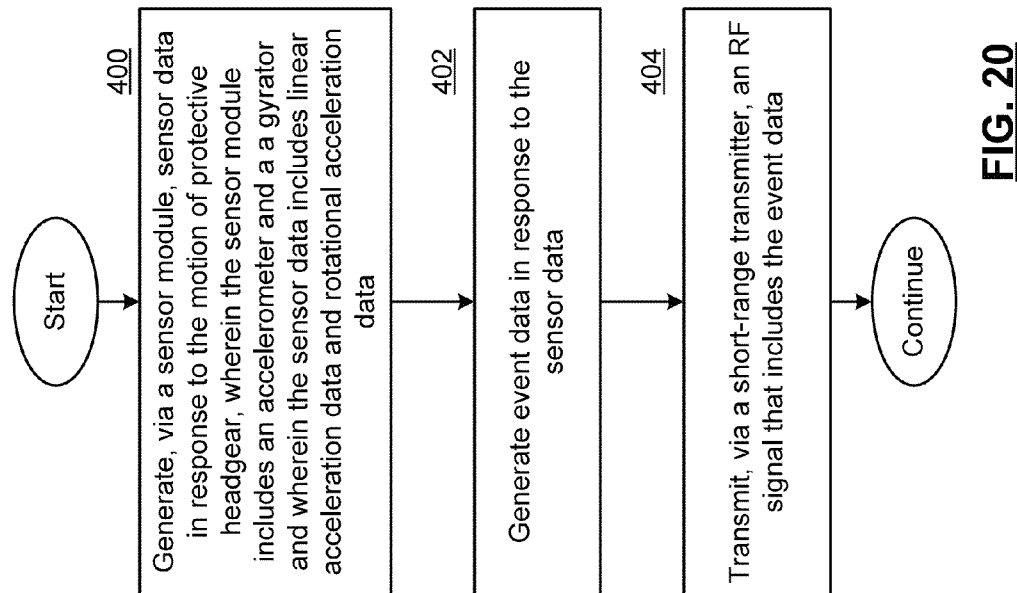 Start
400
Generate, via a sensor module, sensor data
in response to the motion of protective
headgear, wherein the sensor module
includes an accelerometer and a a gyrator
and wherein the sensor data includes linear
acceleration data and rotational acceleration
data
402
Generate event data in response to the
sensor data
404
Transmit, via a short-range transmitter, an RF
signal that includes the event data
Continue
FIG. 20